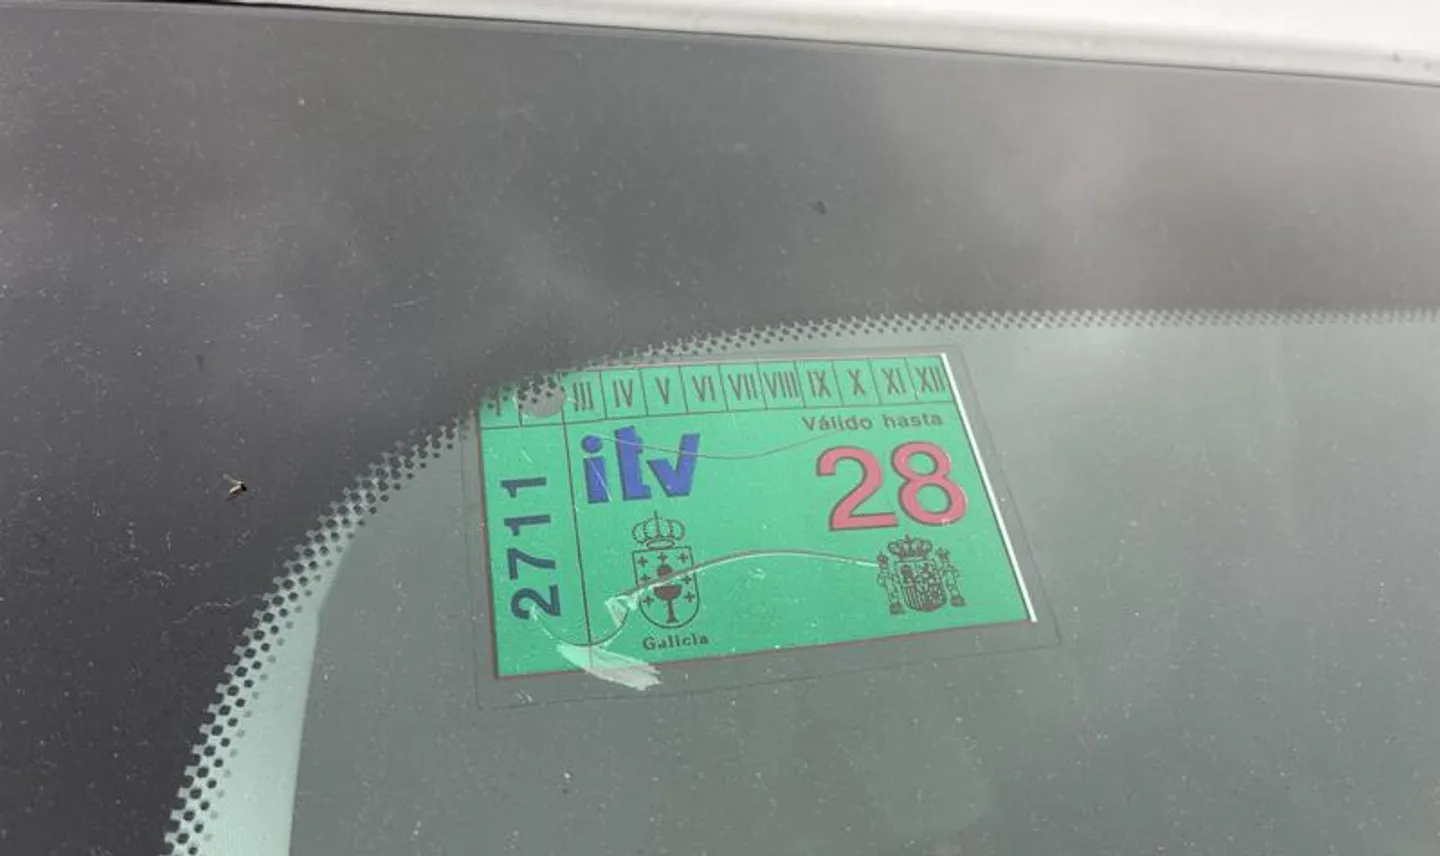 I III IV V VI VII VIII IX X XI XII
Válido hasta
itv 28
2711
Galicia